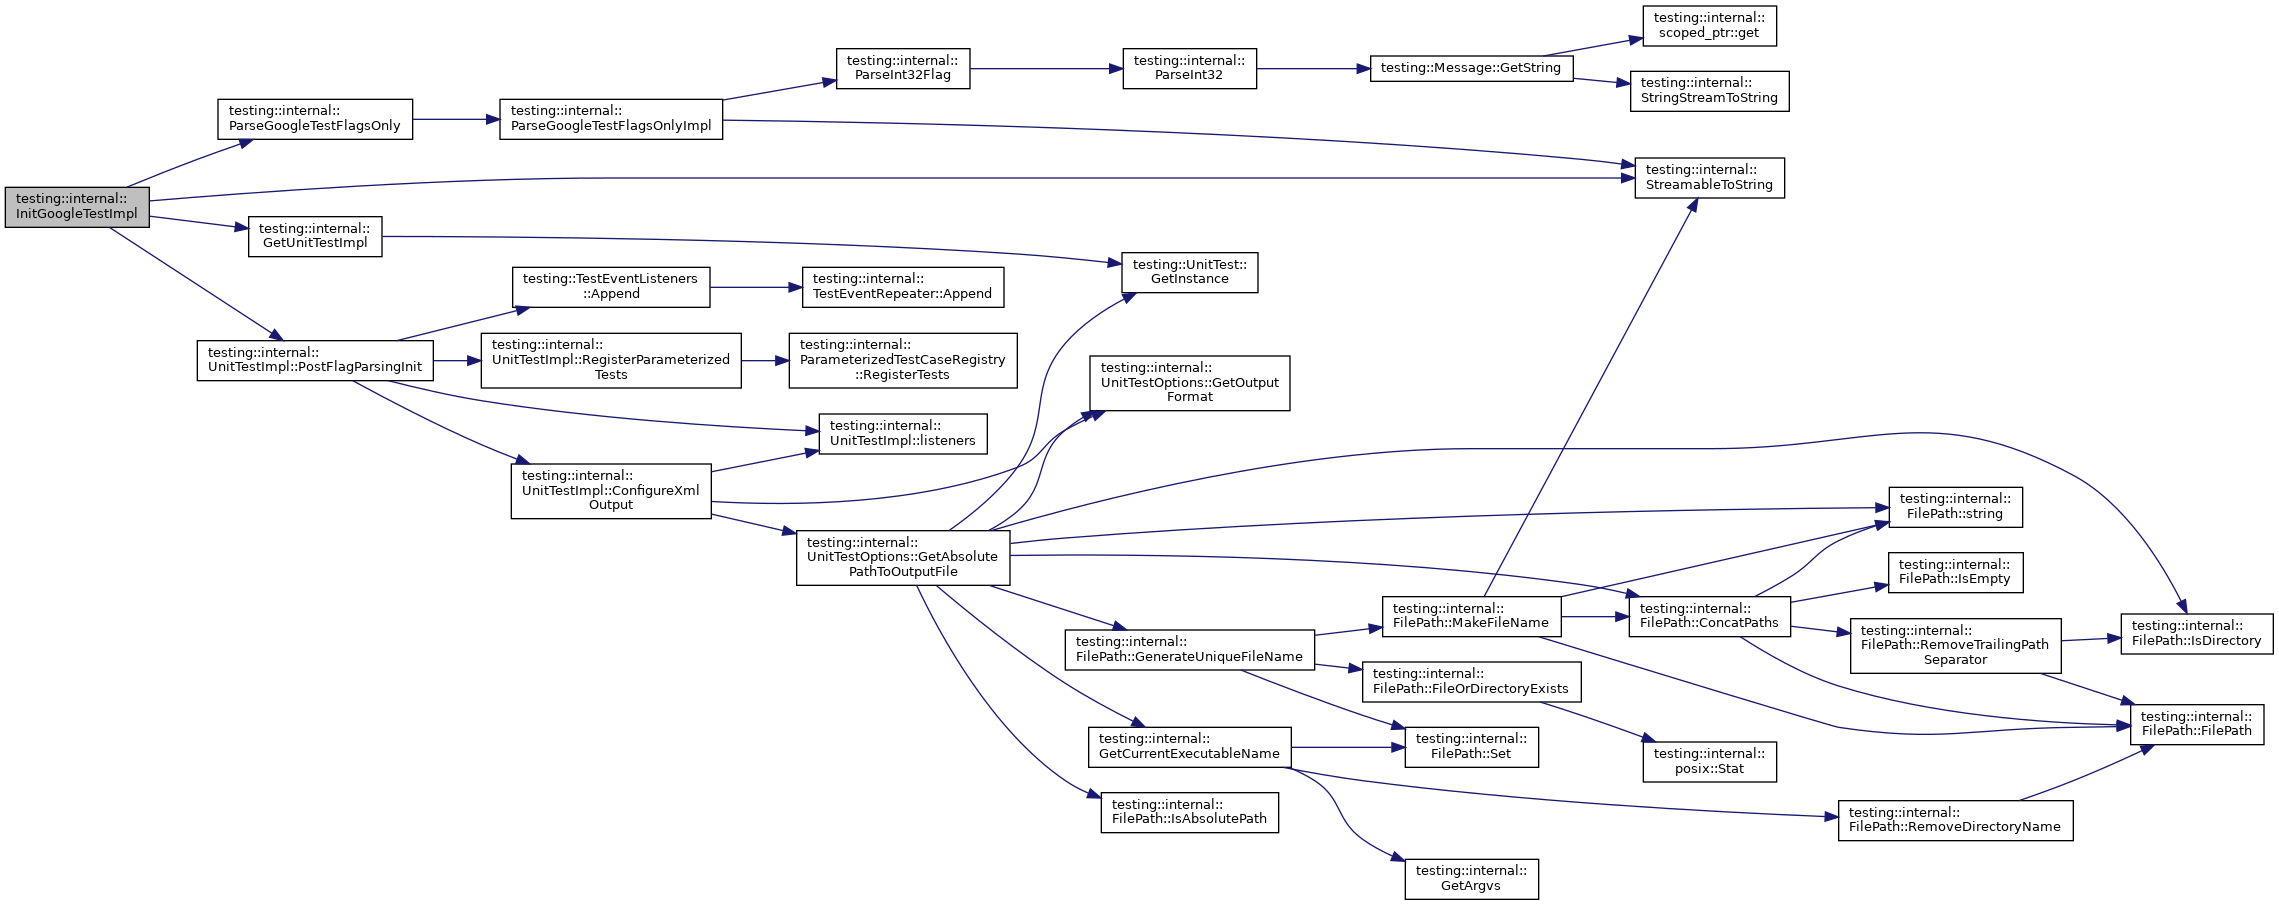 testing::internal::
scoped_ptr::get
testing::internal::
ParseInt32Flag
testing::internal::
ParseInt32
testing::Message::GetString
testing::internal::
StringStreamToString
testing::internal::
ParseGoogleTestFlagsOnly
testing::internal::
ParseGoogleTestFlagsOnlyImpl
testing::internal::
StreamableToString
testing::internal::
InitGoogleTestImpl
testing::internal::
GetUnitTestImpl
testing::UnitTest::
GetInstance
testing::TestEventListeners
::Append
testing::internal::
TestEventRepeater::Append
testing::internal::
UnitTestImpl::PostFlagParsingInit
testing::internal::
UnitTestImpl::RegisterParameterized
Tests
testing::internal::
ParameterizedTestCaseRegistry
::RegisterTests
testing::internal::
UnitTestOptions::GetOutput
Format
testing::internal::
UnitTestImpl::listeners
testing::internal::
UnitTestImpl::ConfigureXml
Output
testing::internal::
UnitTestOptions::GetAbsolute
PathToOutputFile
testing::internal::
FilePath::string
testing::internal::
FilePath::IsEmpty
testing::internal::
FilePath::MakeFileName
testing::internal::
FilePath::ConcatPaths
testing::internal::
FilePath::RemoveTrailingPath
Separator
testing::internal::
FilePath::IsDirectory
testing::internal::
FilePath::GenerateUniqueFileName
testing::internal::
FilePath::FileOrDirectoryExists
testing::internal::
FilePath::FilePath
testing::internal::
GetCurrentExecutableName
testing::internal::
FilePath::Set
testing::internal::
posix::Stat
testing::internal::
FilePath::IsAbsolutePath
testing::internal::
FilePath::RemoveDirectoryName
testing::internal::
GetArgvs